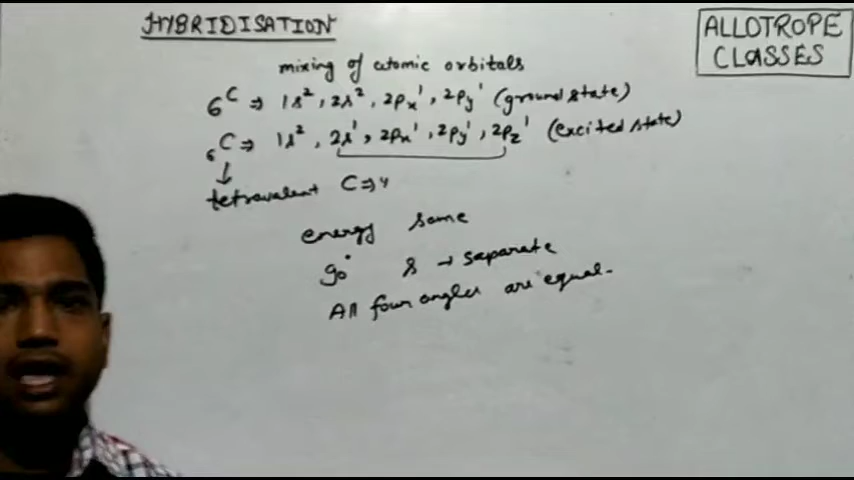 HYBRIDISATION
ALLOTROPE
CLASSES
mixing of atomic orbitals
₆C ⇒ 1s², 2s², 2px¹, 2py¹ (ground state)
₆C ⇒ 1s², 2s¹, 2px¹, 2py¹, 2pz¹ (excited state)
↓
tetravalent C ⇒ 4
energy same
90° s → saparate
All four angles are equal.